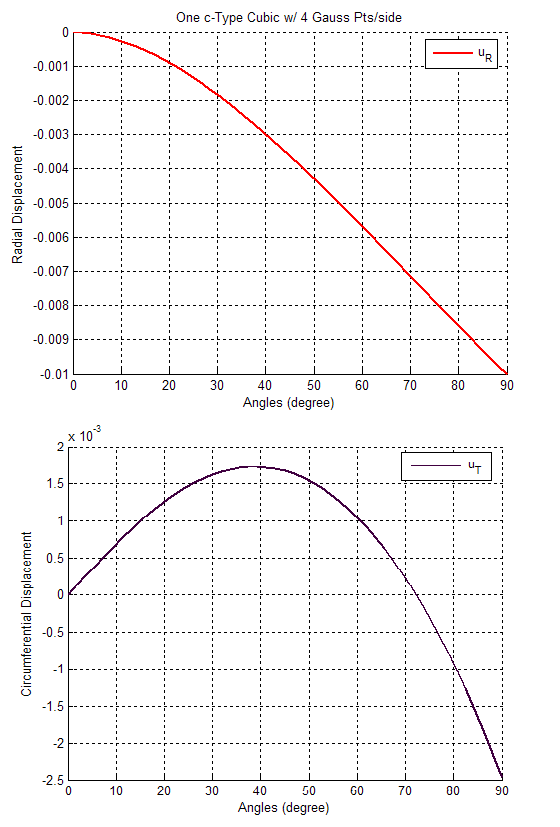 One c-Type Cubic w/ 4 Gauss Pts/side
0
-0.001
-0.002
-0.003
-0.004
-0.005
-0.006
-0.007
-0.008
-0.009
-0.01
Radial Displacement
u_R
0 10 20 30 40 50 60 70 80 90
Angles (degree)
x 10^-3
2
1.5
1
0.5
0
-0.5
-1
-1.5
-2
-2.5
Circumferential Displacement
u_T
0 10 20 30 40 50 60 70 80 90
Angles (degree)